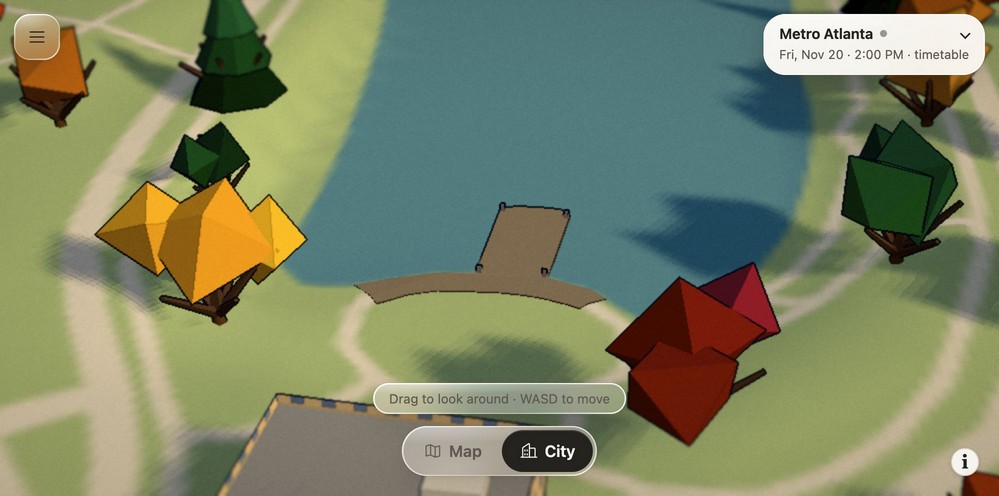 Metro Atlanta
Fri, Nov 20 · 2:00 PM · timetable
Drag to look around · WASD to move
Map
City
i